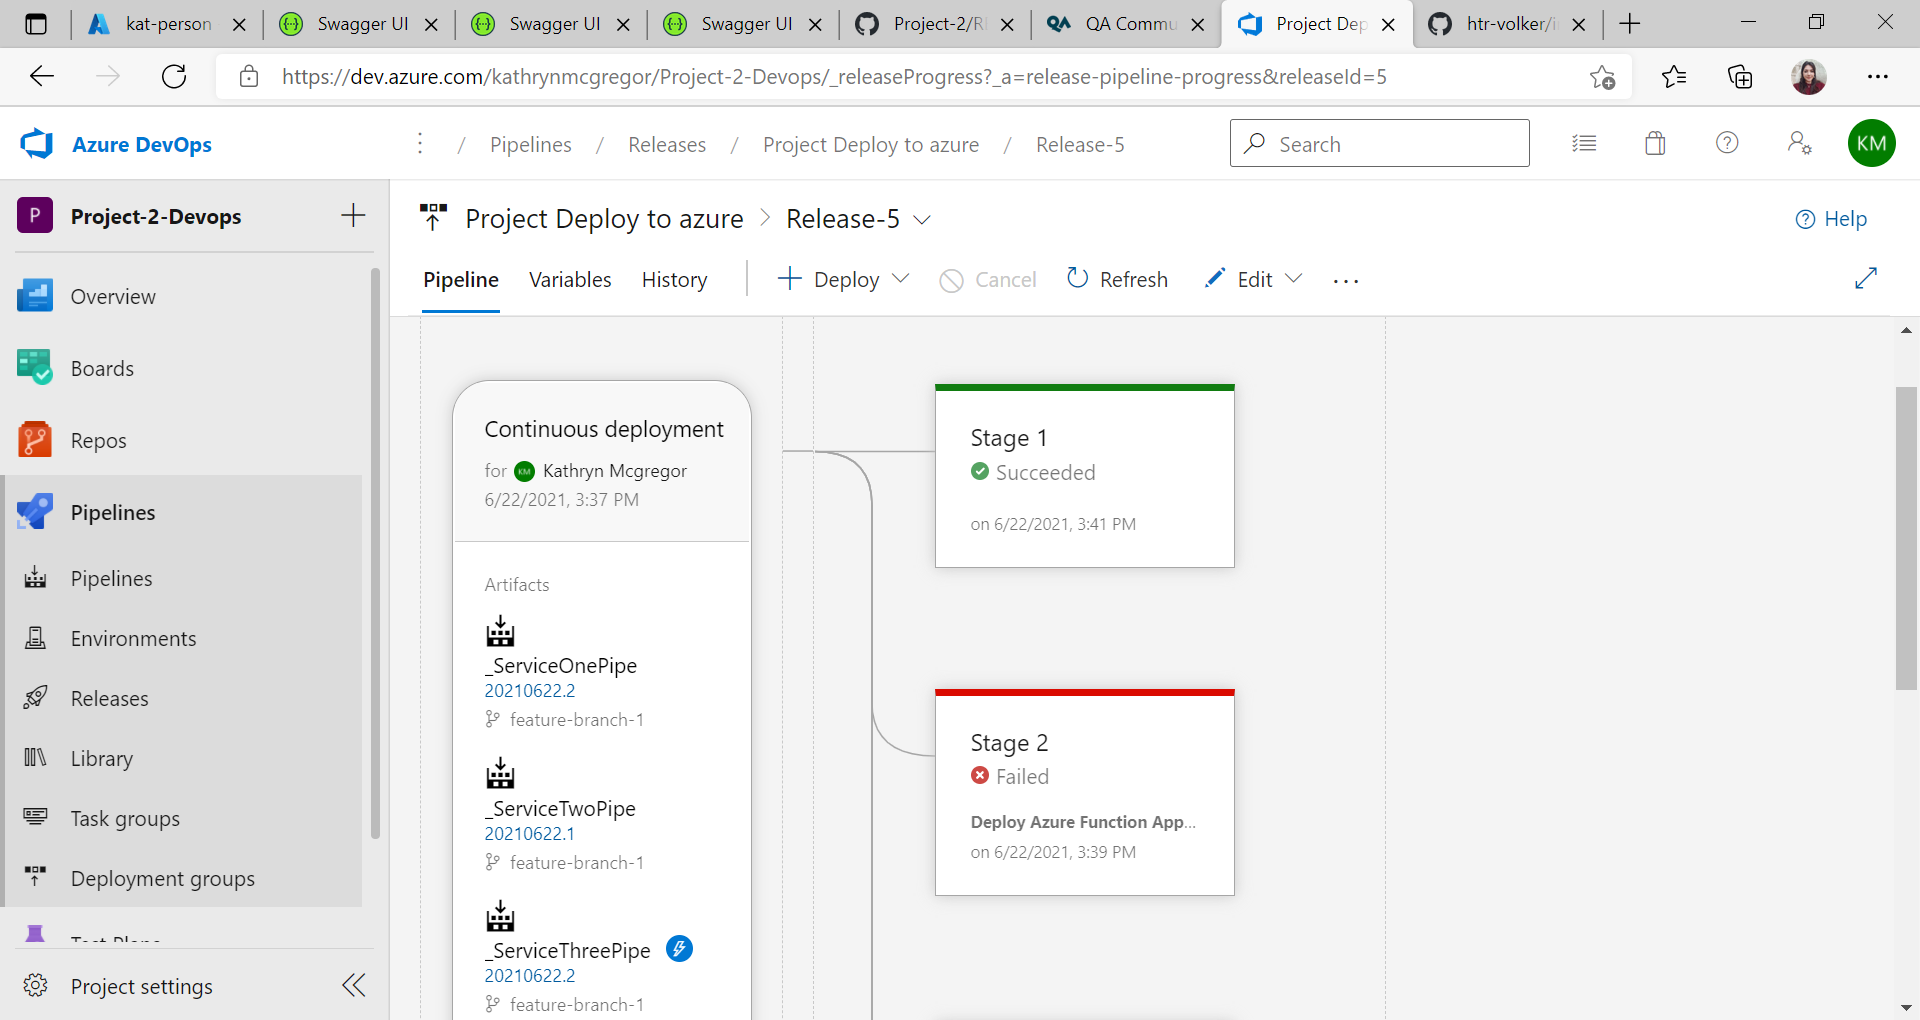 kat-person
Swagger UI
Swagger UI
Swagger UI
Project-2/R
QA Commu
Project Dep
htr-volker/i
https://dev.azure.com/kathrynmcgregor/Project-2-Devops/_releaseProgress?_a=release-pipeline-progress&releaseId=5
Azure DevOps
/ Pipelines / Releases / Project Deploy to azure / Release-5
Search
KM
P Project-2-Devops
Project Deploy to azure > Release-5
Help
Pipeline Variables History Deploy Cancel Refresh Edit ...
Overview
Boards
Repos
Pipelines
Pipelines
Environments
Releases
Library
Task groups
Deployment groups
Test Plans
Project settings
Continuous deployment
for KM Kathryn Mcgregor
6/22/2021, 3:37 PM
Artifacts
_ServiceOnePipe
20210622.2
feature-branch-1
_ServiceTwoPipe
20210622.1
feature-branch-1
_ServiceThreePipe
20210622.2
feature-branch-1
Stage 1
Succeeded
on 6/22/2021, 3:41 PM
Stage 2
Failed
Deploy Azure Function App...
on 6/22/2021, 3:39 PM